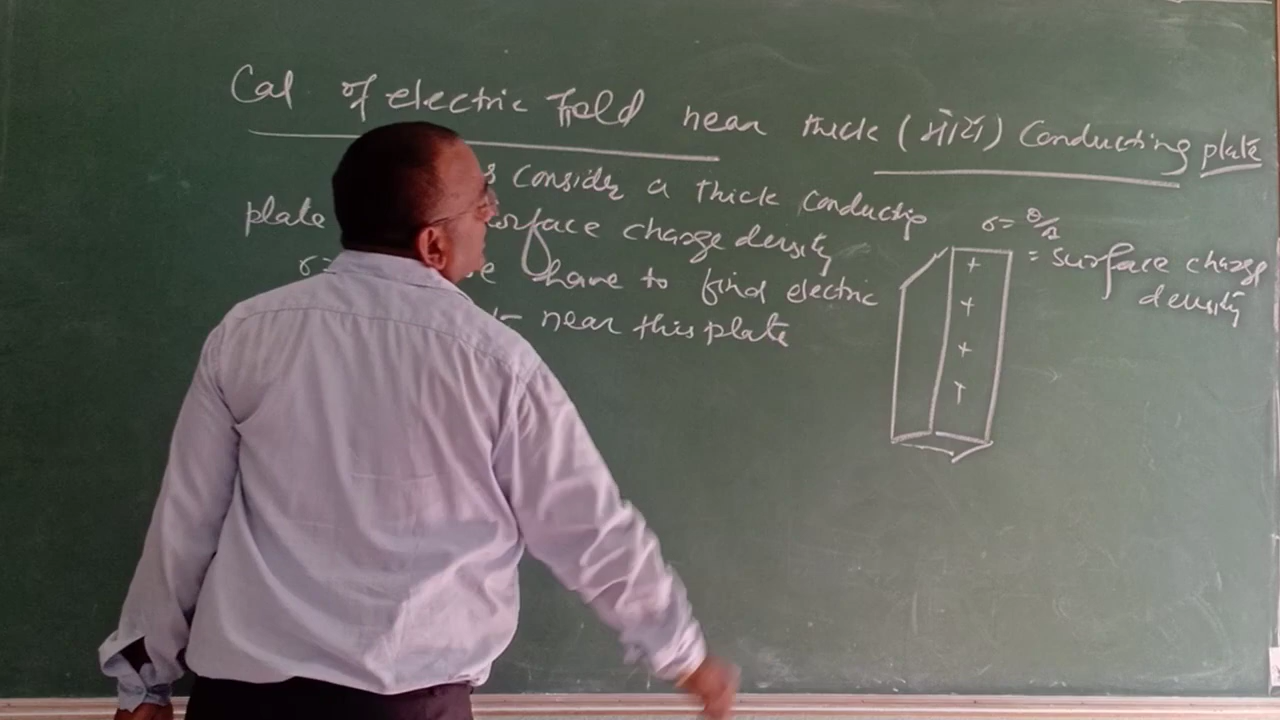 Cal of electric field near thick (मोटा) Conducting plate
consider a thick conducting
plate surface charge density
σ= have to find electric
near this plate
σ= Q/A
= surface charge
density
+
+
+
+